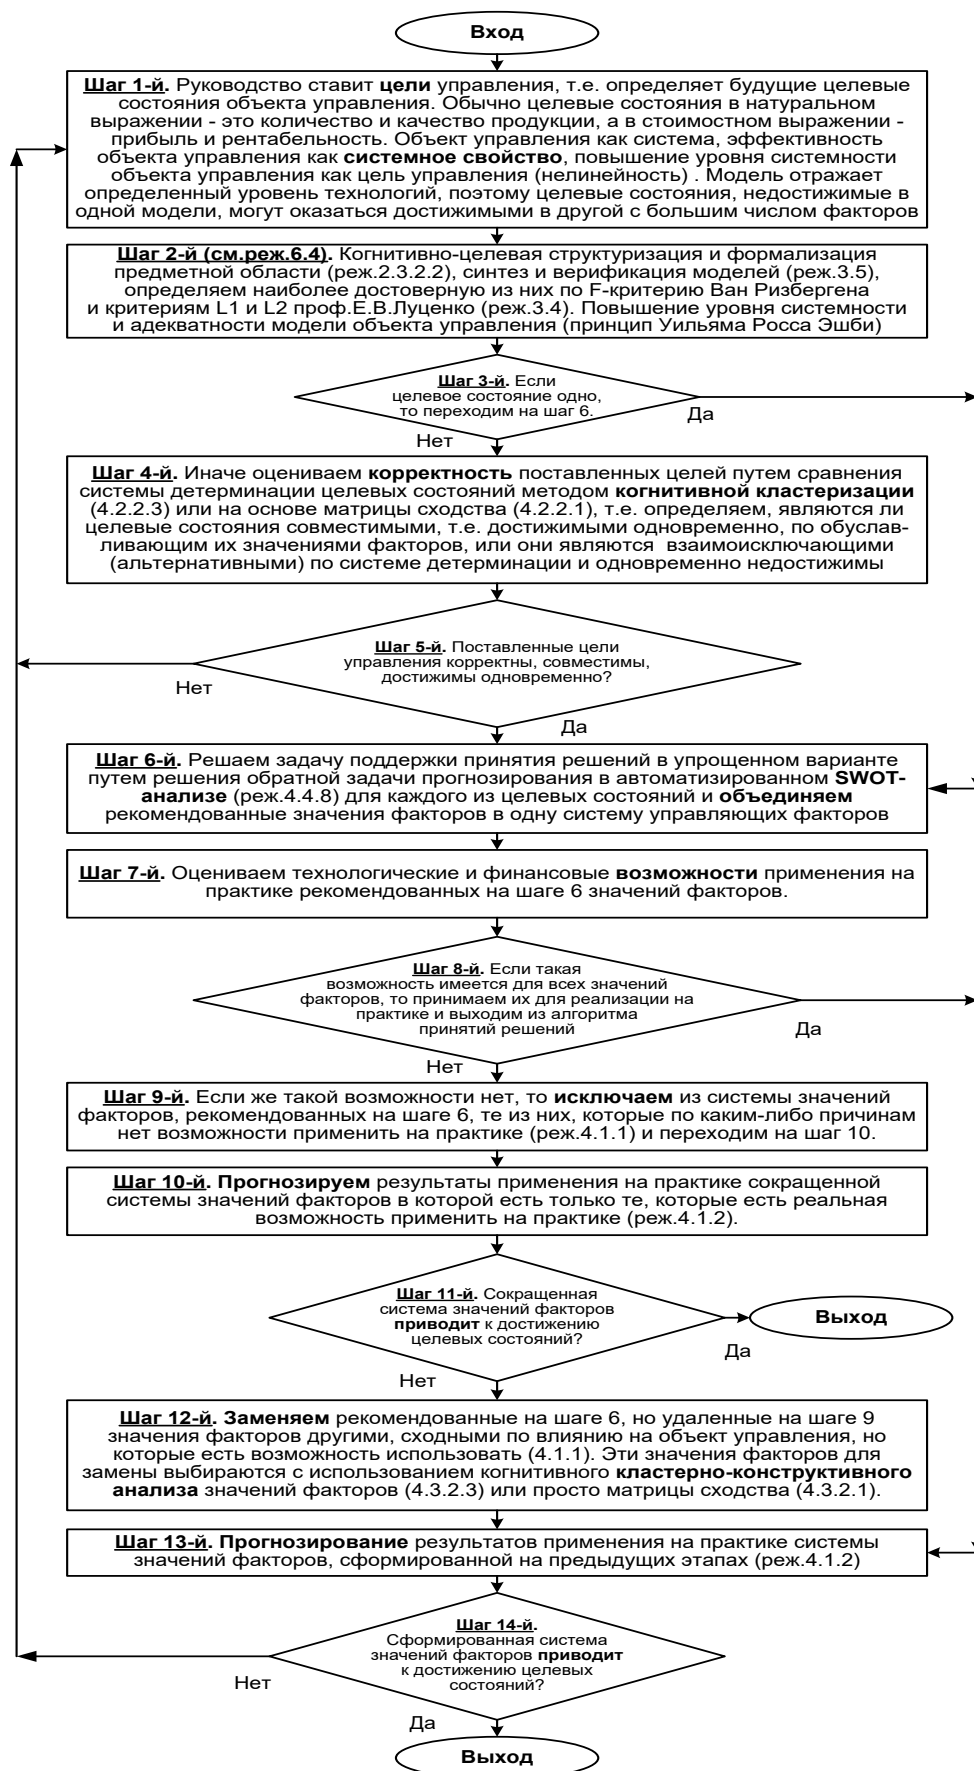 Вход
Шаг 1-й. Руководство ставит цели управления, т.е. определяет будущие целевые
состояния объекта управления. Обычно целевые состояния в натуральном
выражении - это количество и качество продукции, а в стоимостном выражении -
прибыль и рентабельность. Объект управления как система, эффективность
объекта управления как системное свойство, повышение уровня системности
объекта управления как цель управления (нелинейность) . Модель отражает
определенный уровень технологий, поэтому целевые состояния, недостижимые в
одной модели, могут оказаться достижимыми в другой с большим числом факторов
Шаг 2-й (см.реж.6.4). Когнитивно-целевая структуризация и формализация
предметной области (реж.2.3.2.2), синтез и верификация моделей (реж.3.5),
определяем наиболее достоверную из них по F-критерию Ван Ризбергена
и критериям L1 и L2 проф.Е.В.Луценко (реж.3.4). Повышение уровня системности
и адекватности модели объекта управления (принцип Уильяма Росса Эшби)
Шаг 3-й. Если
целевое состояние одно,
то переходим на шаг 6.
Да
Нет
Шаг 4-й. Иначе оцениваем корректность поставленных целей путем сравнения
системы детерминации целевых состояний методом когнитивной кластеризации
(4.2.2.3) или на основе матрицы сходства (4.2.2.1), т.е. определяем, являются ли
целевые состояния совместимыми, т.е. достижимыми одновременно, по обуслав-
ливающим их значениями факторов, или они являются взаимоисключающими
(альтернативными) по системе детерминации и одновременно недостижимы
Шаг 5-й. Поставленные цели
управления корректны, совместимы,
достижимы одновременно?
Нет
Да
Шаг 6-й. Решаем задачу поддержки принятия решений в упрощенном варианте
путем решения обратной задачи прогнозирования в автоматизированном SWOT-
анализе (реж.4.4.8) для каждого из целевых состояний и объединяем
рекомендованные значения факторов в одну систему управляющих факторов
Шаг 7-й. Оцениваем технологические и финансовые возможности применения на
практике рекомендованных на шаге 6 значений факторов.
Шаг 8-й. Если такая
возможность имеется для всех значений
факторов, то принимаем их для реализации на
практике и выходим из алгоритма
принятий решений
Да
Нет
Шаг 9-й. Если же такой возможности нет, то исключаем из системы значений
факторов, рекомендованных на шаге 6, те из них, которые по каким-либо причинам
нет возможности применить на практике (реж.4.1.1) и переходим на шаг 10.
Шаг 10-й. Прогнозируем результаты применения на практике сокращенной
системы значений факторов в которой есть только те, которые есть реальная
возможность применить на практике (реж.4.1.2).
Шаг 11-й. Сокращенная
система значений факторов
приводит к достижению
целевых состояний?
Выход
Да
Нет
Шаг 12-й. Заменяем рекомендованные на шаге 6, но удаленные на шаге 9
значения факторов другими, сходными по влиянию на объект управления, но
которые есть возможность использовать (4.1.1). Эти значения факторов для
замены выбираются с использованием когнитивного кластерно-конструктивного
анализа значений факторов (4.3.2.3) или просто матрицы сходства (4.3.2.1).
Шаг 13-й. Прогнозирование результатов применения на практике системы
значений факторов, сформированной на предыдущих этапах (реж.4.1.2)
Шаг 14-й.
Сформированная система
значений факторов приводит
к достижению целевых
состояний?
Нет
Да
Выход